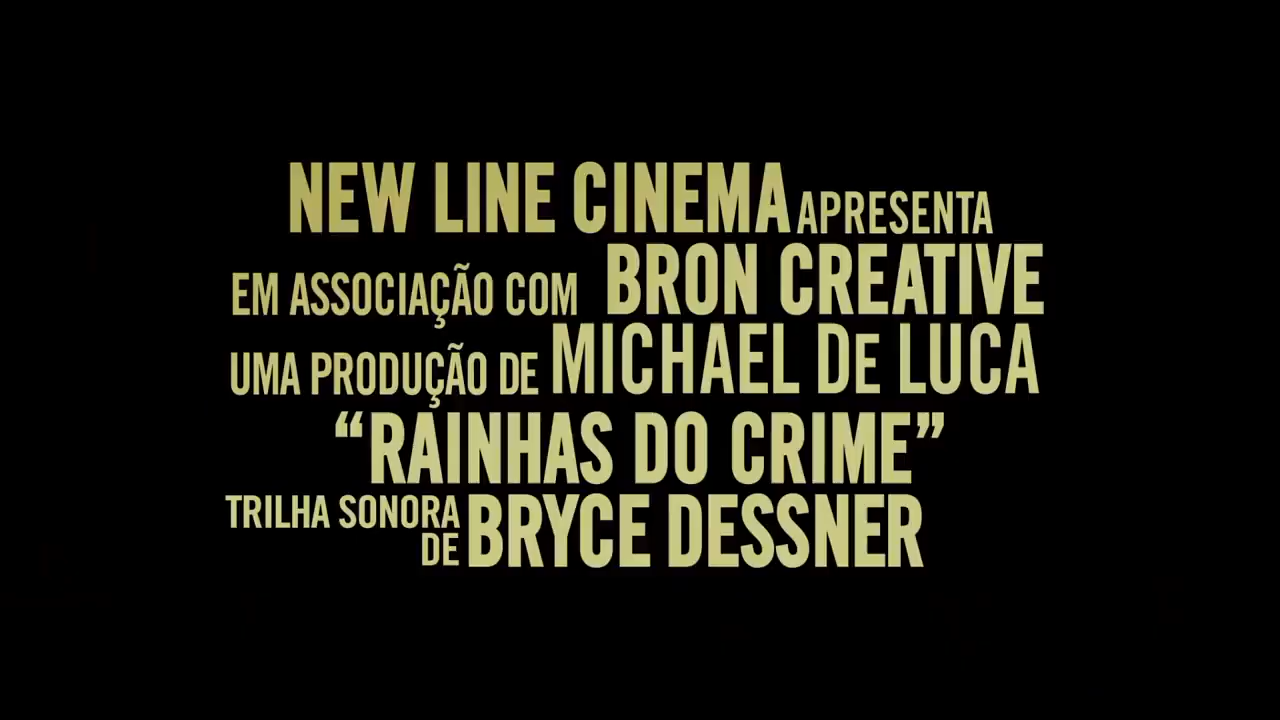 NEW LINE CINEMA APRESENTA
EM ASSOCIAÇÃO COM BRON CREATIVE
UMA PRODUÇÃO DE MICHAEL DE LUCA
“RAINHAS DO CRIME”
TRILHA SONORA DE BRYCE DESSNER